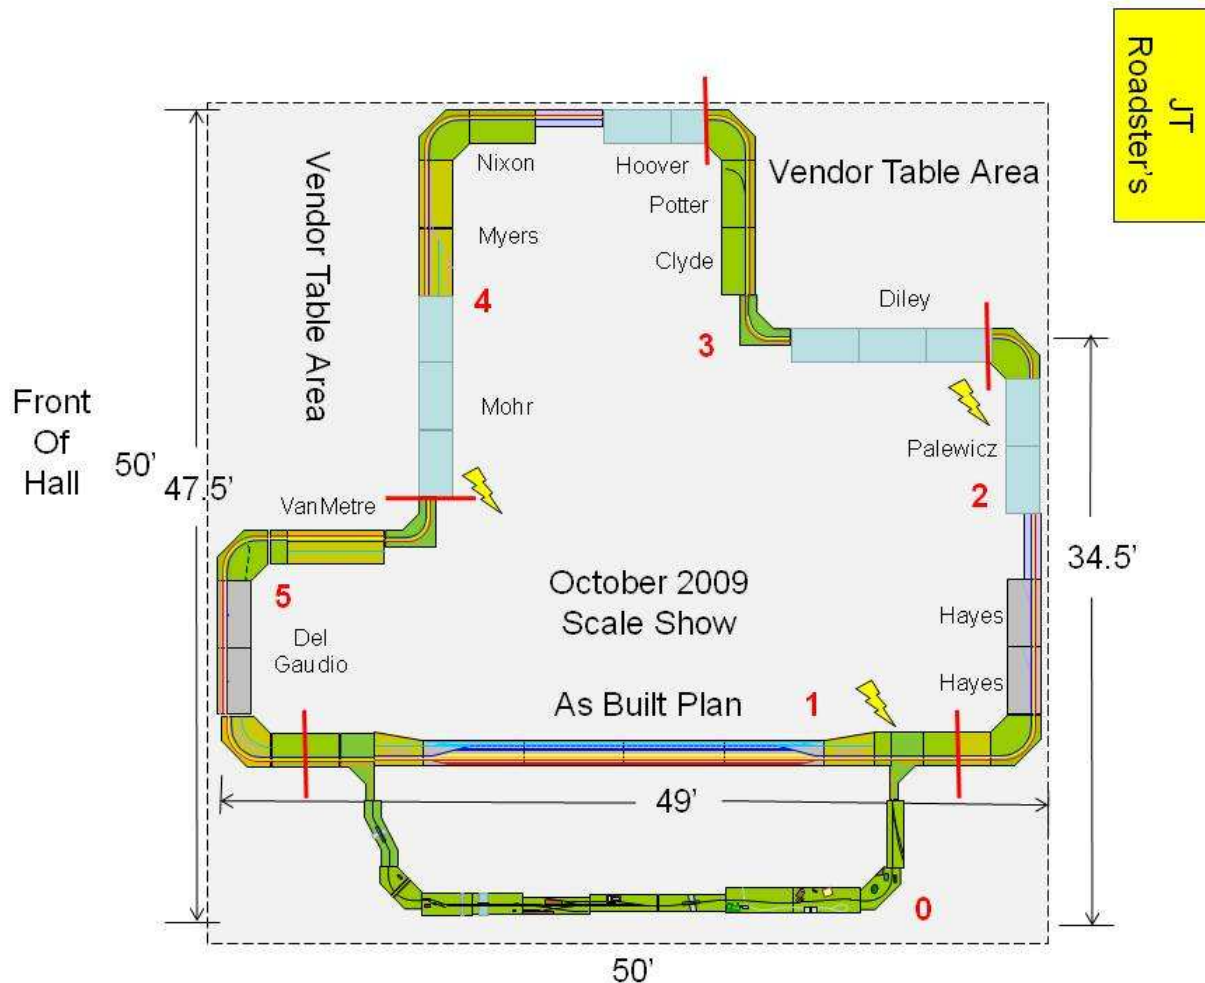 JT
Roadster's
Vendor Table Area
Nixon
Hoover
Vendor Table Area
Potter
Myers
Clyde
4
Diley
3
Front
Of
Hall
50'
47.5'
Mohr
Palewicz
2
VanMetre
34.5'
October 2009
Scale Show
5
Hayes
Del
Gaudio
Hayes
As Built Plan
1
49'
0
50'